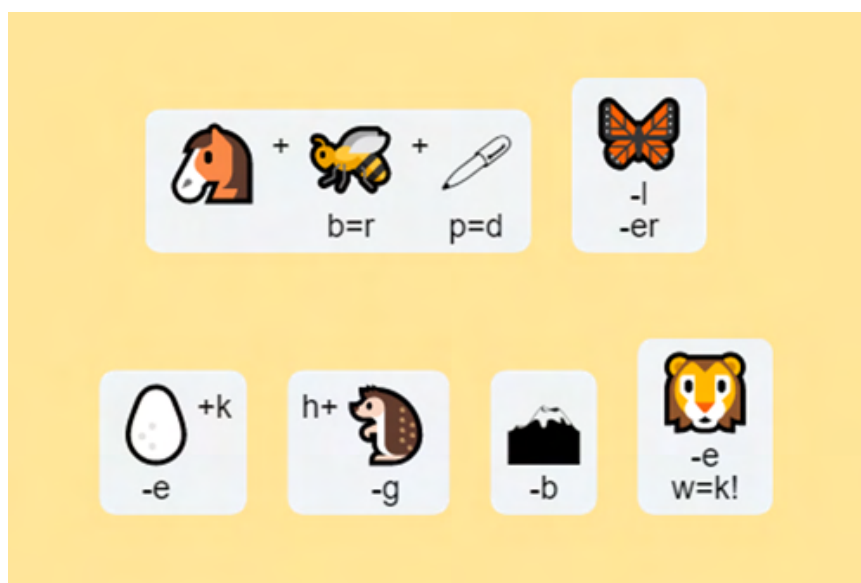 + +
b=r p=d
-l
-er
+k
-e
h+
-g
-b
-e
w=k!